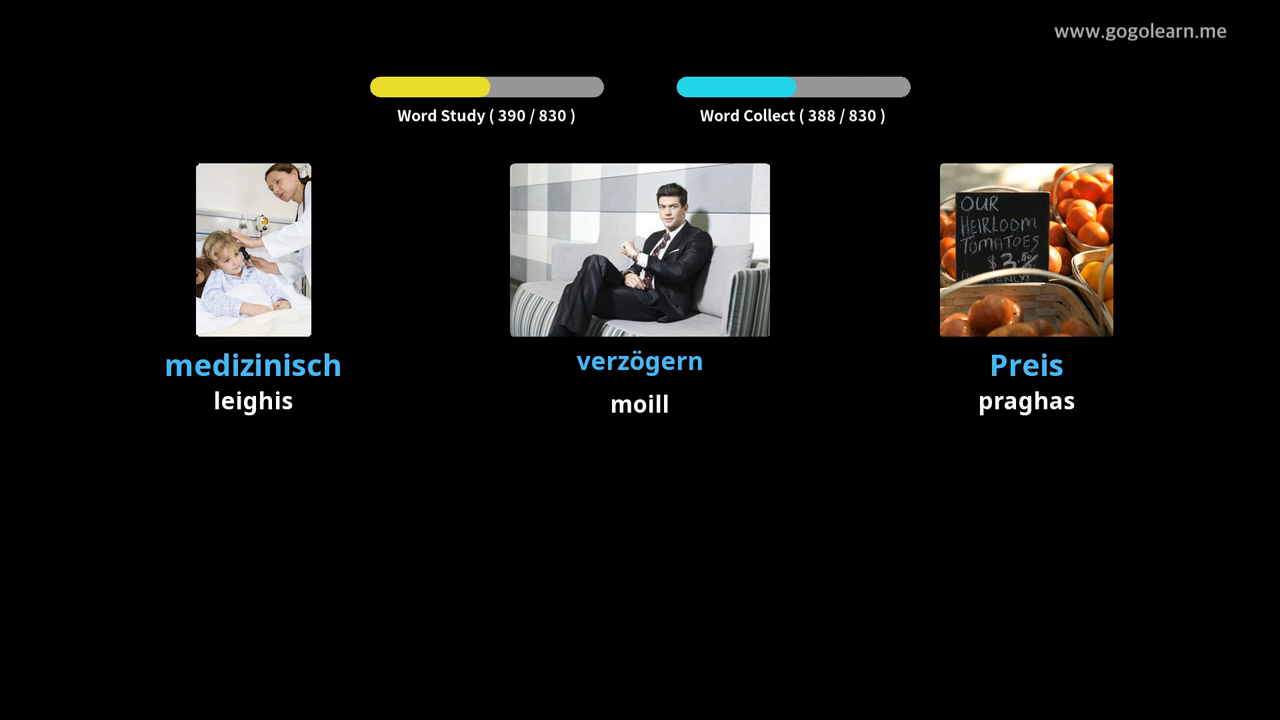 www.gogolearn.me
Word Study ( 390 / 830 )
Word Collect ( 388 / 830 )
OUR
HEIRLOOM
TOMATOES
$3.
medizinisch
leighis
verzögern
moill
Preis
praghas